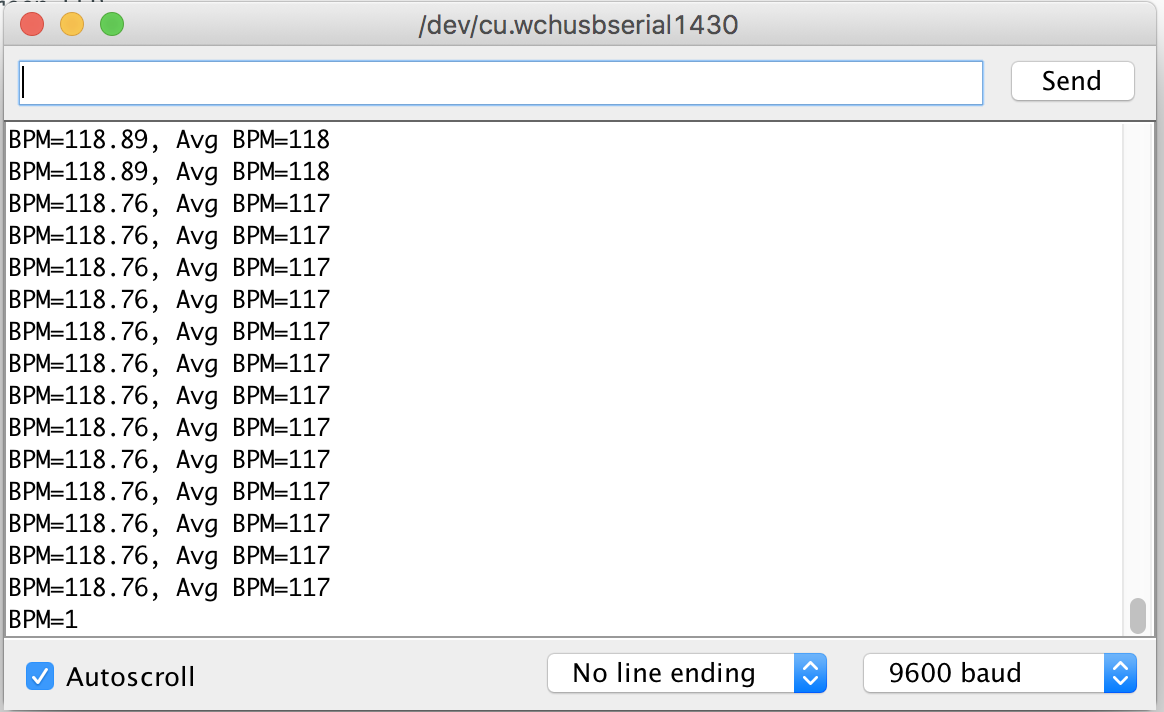 /dev/cu.wchusbserial1430
Send
BPM=118.89, Avg BPM=118
BPM=118.89, Avg BPM=118
BPM=118.76, Avg BPM=117
BPM=118.76, Avg BPM=117
BPM=118.76, Avg BPM=117
BPM=118.76, Avg BPM=117
BPM=118.76, Avg BPM=117
BPM=118.76, Avg BPM=117
BPM=118.76, Avg BPM=117
BPM=118.76, Avg BPM=117
BPM=118.76, Avg BPM=117
BPM=118.76, Avg BPM=117
BPM=118.76, Avg BPM=117
BPM=118.76, Avg BPM=117
BPM=118.76, Avg BPM=117
BPM=1
Autoscroll
No line ending
9600 baud